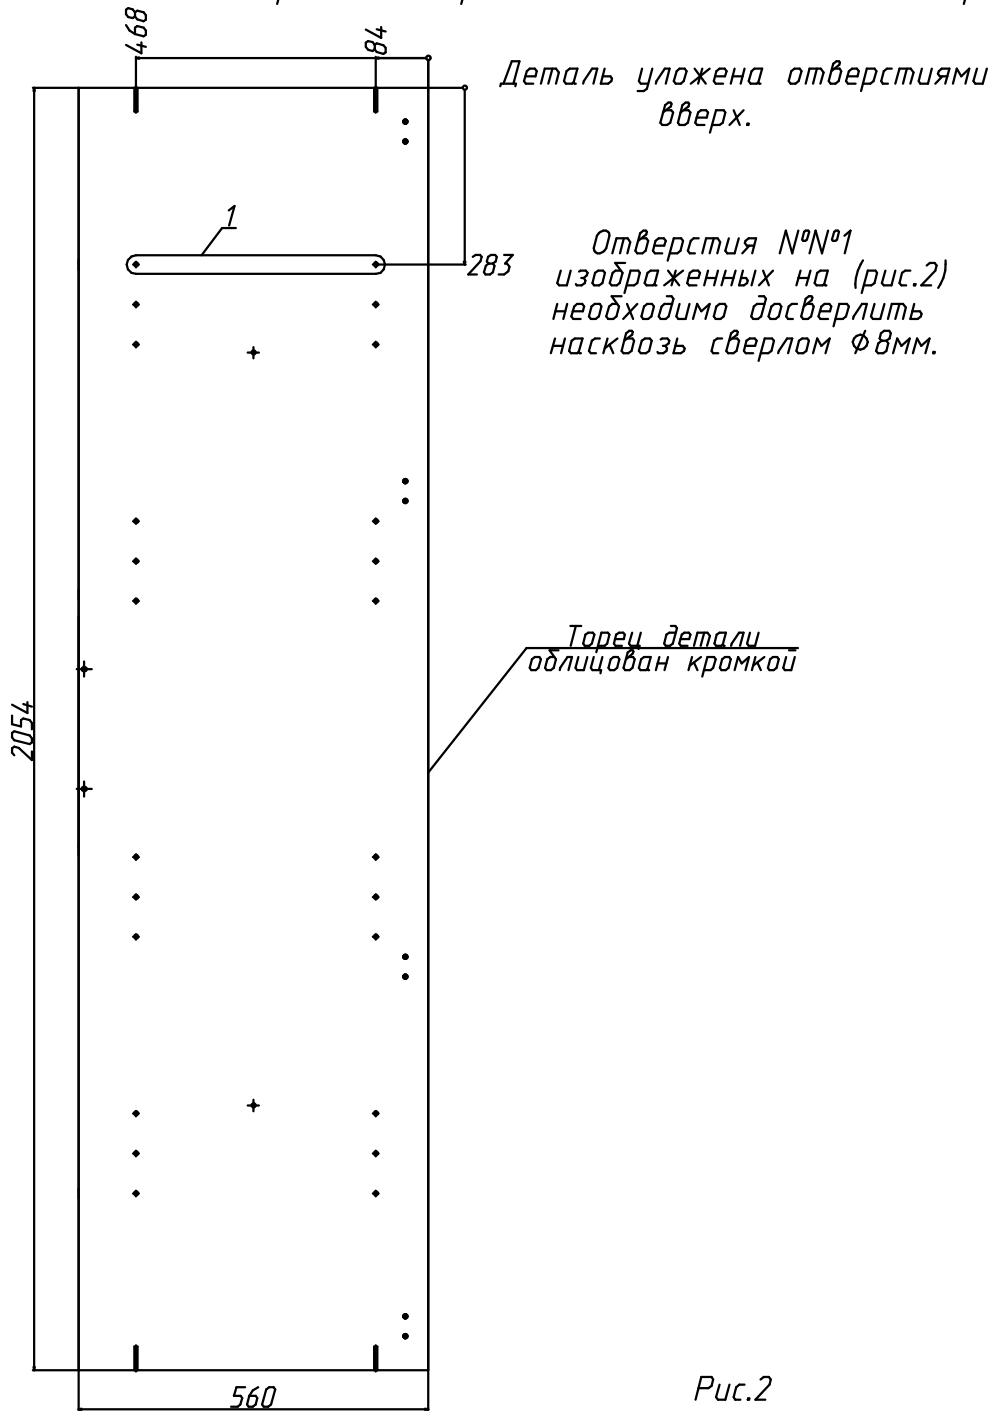 468
84
Деталь уложена отверстиями
вверх.
1
Отверстия №№1
283
изображенных на (рис.2)
необходимо досверлить
насквозь сверлом Ф8мм.
Торец детали
облицован кромкой
2054
560
Рис.2